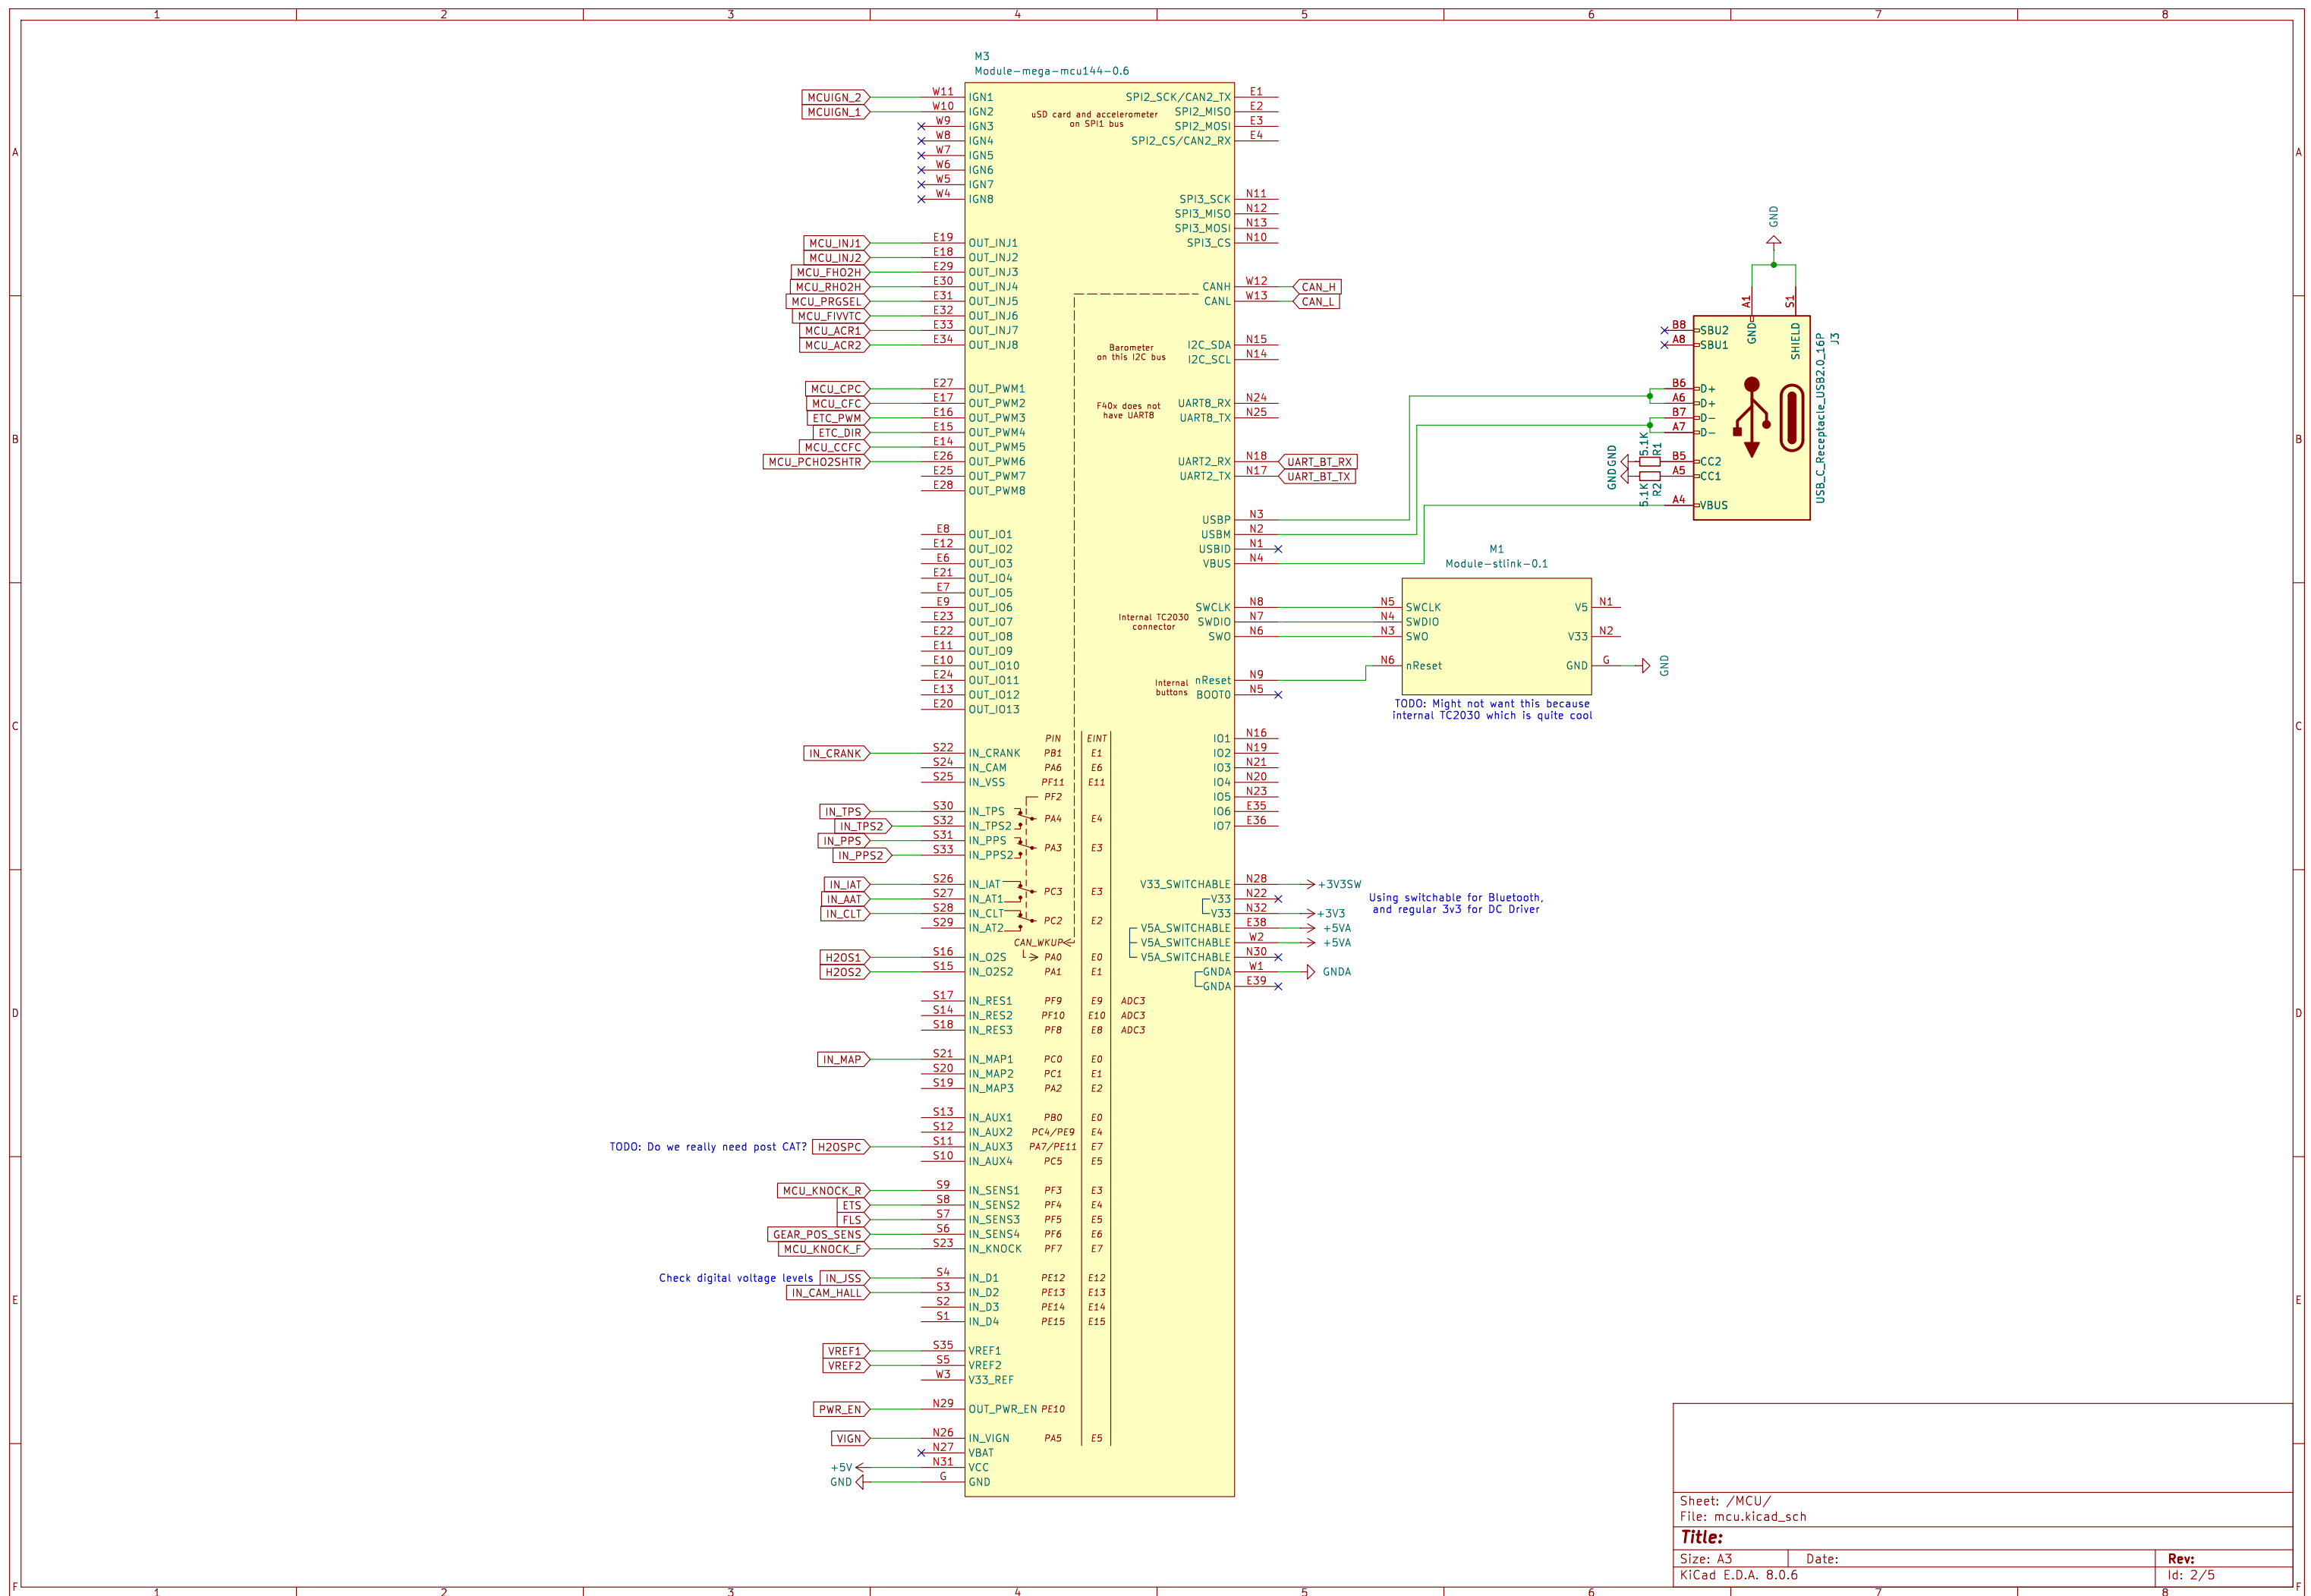 1 2 3 4 5 6 7 8
A
B
C
D
E
F
A
B
C
D
E
F
M3
Module-mega-mcu144-0.6
MCUIGN_2 W11 IGN1
MCUIGN_1 W10 IGN2
W9 IGN3
W8 IGN4
W7 IGN5
W6 IGN6
W5 IGN7
W4 IGN8
MCU_INJ1 E19 OUT_INJ1
MCU_INJ2 E18 OUT_INJ2
MCU_FHO2H E29 OUT_INJ3
MCU_RHO2H E30 OUT_INJ4
MCU_PRGSEL E31 OUT_INJ5
MCU_FIVVTC E32 OUT_INJ6
MCU_ACR1 E33 OUT_INJ7
MCU_ACR2 E34 OUT_INJ8
MCU_CPC E27 OUT_PWM1
MCU_CFC E17 OUT_PWM2
ETC_PWM E16 OUT_PWM3
ETC_DIR E15 OUT_PWM4
MCU_CCFC E14 OUT_PWM5
MCU_PCHO2SHTR E26 OUT_PWM6
E25 OUT_PWM7
E28 OUT_PWM8
E8 OUT_IO1
E12 OUT_IO2
E6 OUT_IO3
E21 OUT_IO4
E7 OUT_IO5
E9 OUT_IO6
E23 OUT_IO7
E22 OUT_IO8
E11 OUT_IO9
E10 OUT_IO10
E24 OUT_IO11
E13 OUT_IO12
E20 OUT_IO13
PIN EINT
IN_CRANK S22 IN_CRANK PB1 E1
S24 IN_CAM PA6 E6
S25 IN_VSS PF11 E11
PF2
IN_TPS S30 IN_TPS
PA4 E4
IN_TPS2 S32 IN_TPS2
IN_PPS S31 IN_PPS
PA3 E3
IN_PPS2 S33 IN_PPS2
IN_IAT S26 IN_IAT
PC3 E3
IN_AAT S27 IN_AT1
IN_CLT S28 IN_CLT
PC2 E2
S29 IN_AT2
CAN_WKUP
H2OS1 S16 IN_O2S PA0 E0
H2OS2 S15 IN_O2S2 PA1 E1
S17 IN_RES1 PF9 E9 ADC3
S14 IN_RES2 PF10 E10 ADC3
S18 IN_RES3 PF8 E8 ADC3
IN_MAP S21 IN_MAP1 PC0 E0
S20 IN_MAP2 PC1 E1
S19 IN_MAP3 PA2 E2
S13 IN_AUX1 PB0 E0
S12 IN_AUX2 PC4/PE9 E4
TODO: Do we really need post CAT? H2OSPC S11 IN_AUX3 PA7/PE11 E7
S10 IN_AUX4 PC5 E5
MCU_KNOCK_R S9 IN_SENS1 PF3 E3
ETS S8 IN_SENS2 PF4 E4
FLS S7 IN_SENS3 PF5 E5
GEAR_POS_SENS S6 IN_SENS4 PF6 E6
MCU_KNOCK_F S23 IN_KNOCK PF7 E7
Check digital voltage levels IN_JSS S4 IN_D1 PE12 E12
IN_CAM_HALL S3 IN_D2 PE13 E13
S2 IN_D3 PE14 E14
S1 IN_D4 PE15 E15
VREF1 S35 VREF1
VREF2 S5 VREF2
W3 V33_REF
PWR_EN N29 OUT_PWR_EN PE10
VIGN N26 IN_VIGN PA5 E5
N27 VBAT
+5V N31 VCC
GND G GND
uSD card and accelerometer
on SPI1 bus
SPI2_SCK/CAN2_TX E1
SPI2_MISO E2
SPI2_MOSI E3
SPI2_CS/CAN2_RX E4
SPI3_SCK N11
SPI3_MISO N12
SPI3_MOSI N13
SPI3_CS N10
CANH W12 CAN_H
CANL W13 CAN_L
Barometer
on this I2C bus
I2C_SDA N15
I2C_SCL N14
F40x does not
have UART8
UART8_RX N24
UART8_TX N25
UART2_RX N18 UART_BT_RX
UART2_TX N17 UART_BT_TX
USBP N3
USBM N2
USBID N1
VBUS N4
Internal TC2030
connector
SWCLK N8
SWDIO N7
SWO N6
Internal
buttons
nReset N9
BOOT0 N5
IO1 N16
IO2 N19
IO3 N21
IO4 N20
IO5 N23
IO6 E35
IO7 E36
V33_SWITCHABLE N28 +3V3SW
V33 N22
V33 N32 +3V3
V5A_SWITCHABLE E38 +5VA
V5A_SWITCHABLE W2 +5VA
V5A_SWITCHABLE N30
GNDA W1 GNDA
GNDA E39
Using switchable for Bluetooth,
and regular 3v3 for DC Driver
M1
Module-stlink-0.1
N5 SWCLK V5 N1
N4 SWDIO
N3 SWO V33 N2
N6 nReset GND G GND
TODO: Might not want this because
internal TC2030 which is quite cool
GND
A1 S1
GND SHIELD
B8 SBU2
A8 SBU1
B6 D+
A6 D+
B7 D-
A7 D-
GND 5.1K R1 B5 CC2
GND 5.1K R2 A5 CC1
A4 VBUS
USB_C_Receptacle_USB2.0_16P
J3
Sheet: /MCU/
File: mcu.kicad_sch
Title:
Size: A3 Date: Rev:
KiCad E.D.A. 8.0.6 Id: 2/5
1 2 3 4 5 6 7 8